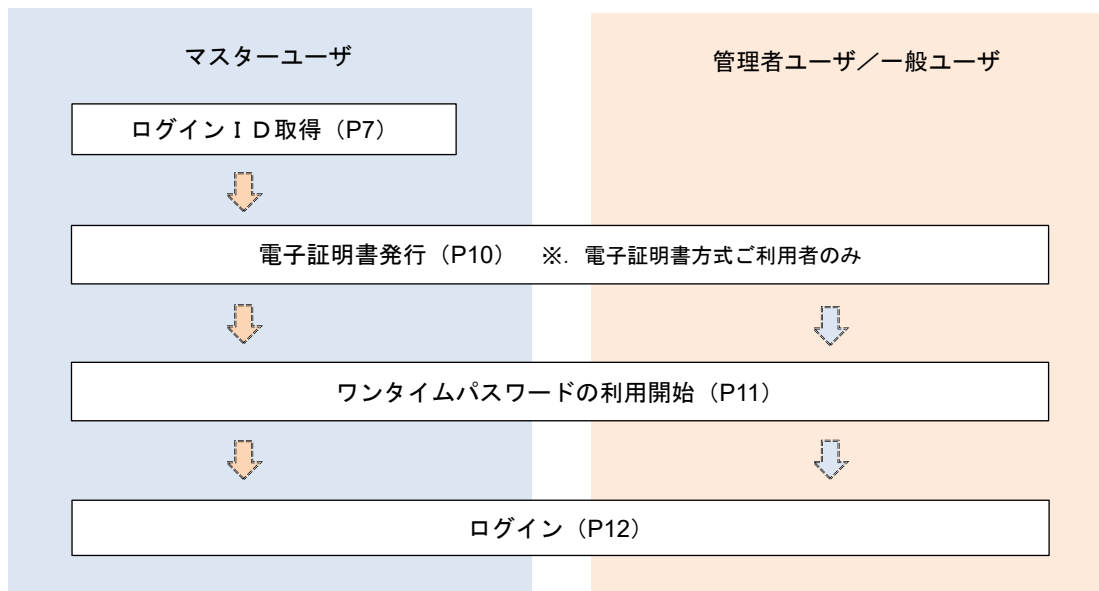 マスターユーザ
管理者ユーザ／一般ユーザ
ログインＩＤ取得（P7）
電子証明書発行（P10）　※．電子証明書方式ご利用者のみ
ワンタイムパスワードの利用開始（P11）
ログイン（P12）